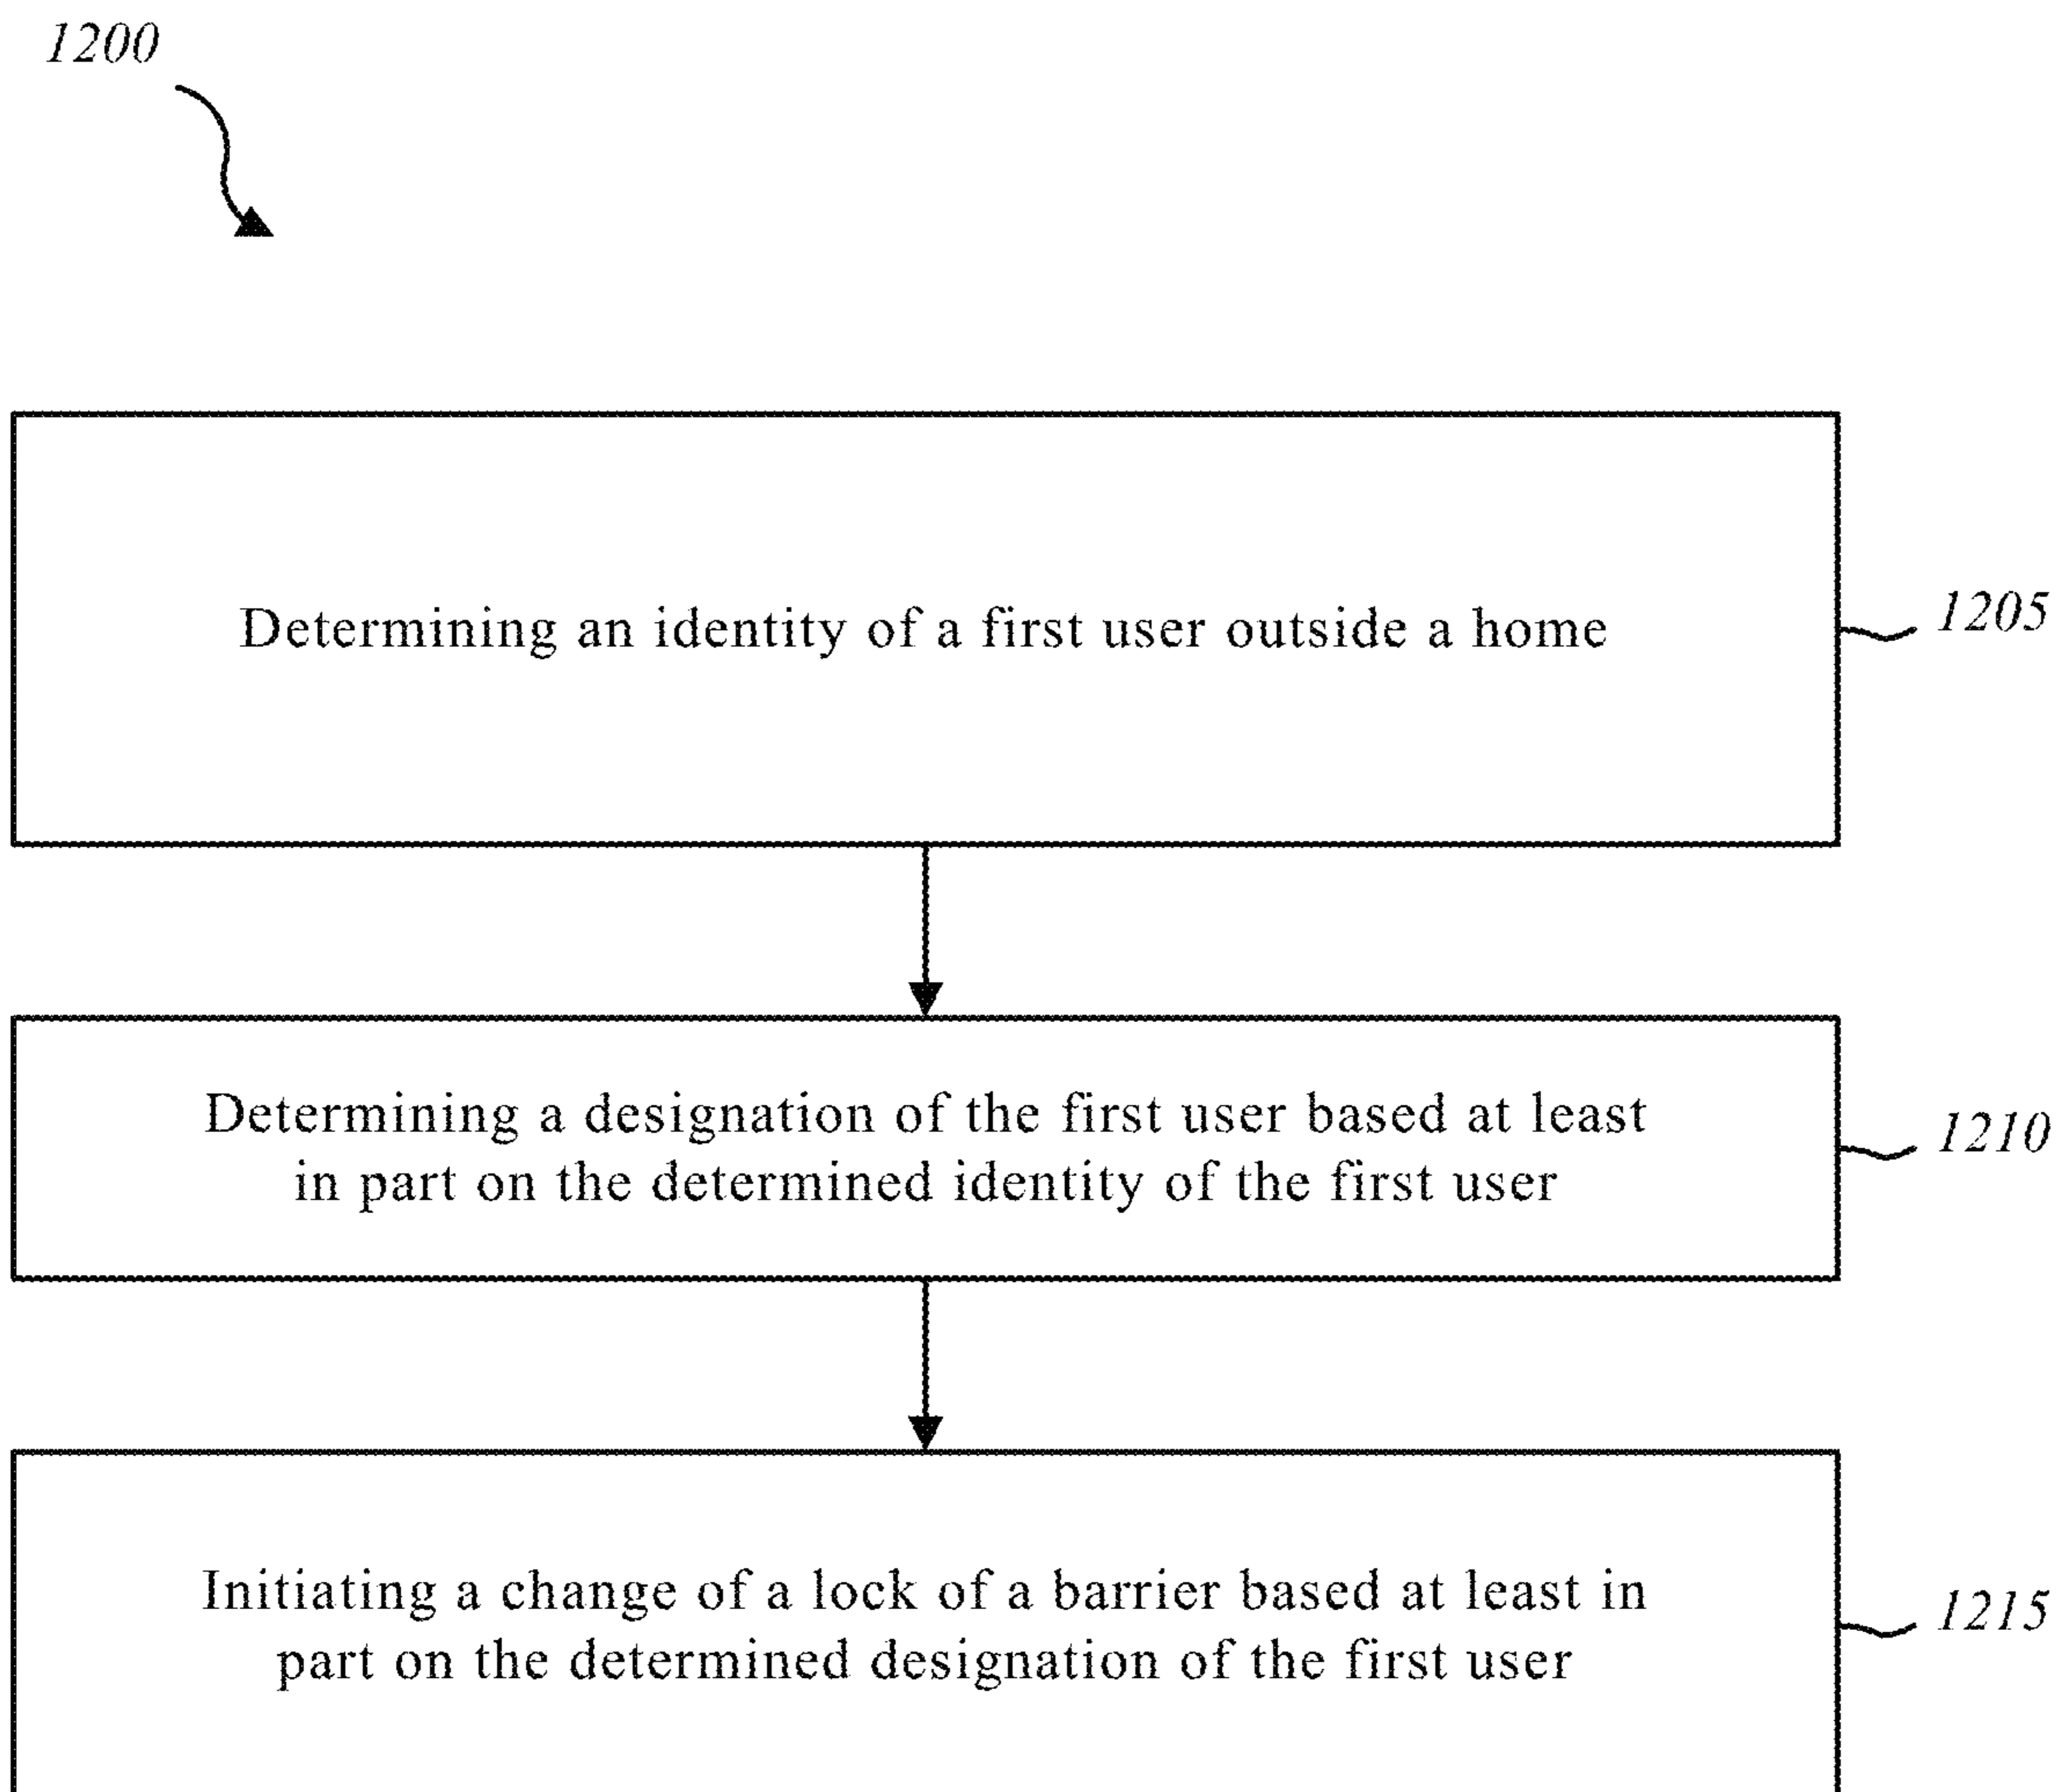 1200
Determining an identity of a first user outside a home
1205
Determining a designation of the first user based at least
in part on the determined identity of the first user
1210
Initiating a change of a lock of a barrier based at least in
part on the determined designation of the first user
1215